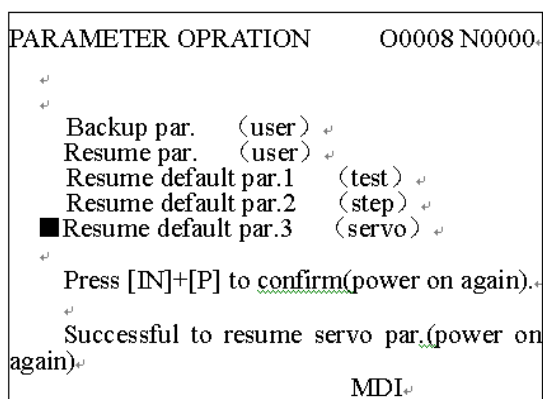 PARAMETER OPRATION O0008 N0000
Backup par. （user）
Resume par. （user）
Resume default par.1 （test）
Resume default par.2 （step）
Resume default par.3 （servo）
Press [IN]+[P] to confirm(power on again).
Successful to resume servo par.(power on
again)
MDI